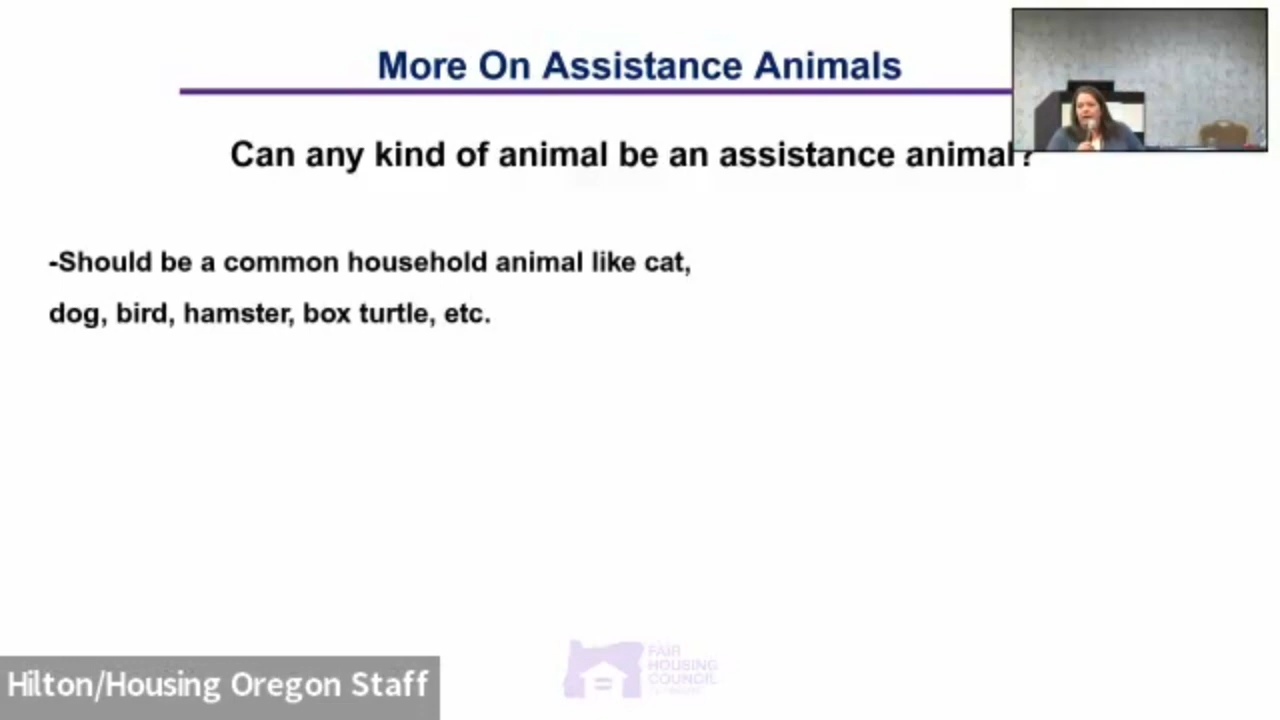 More On Assistance Animals
Can any kind of animal be an assistance animal?
-Should be a common household animal like cat,
dog, bird, hamster, box turtle, etc.
FAIR
HOUSING
COUNCIL
Hilton/Housing Oregon Staff